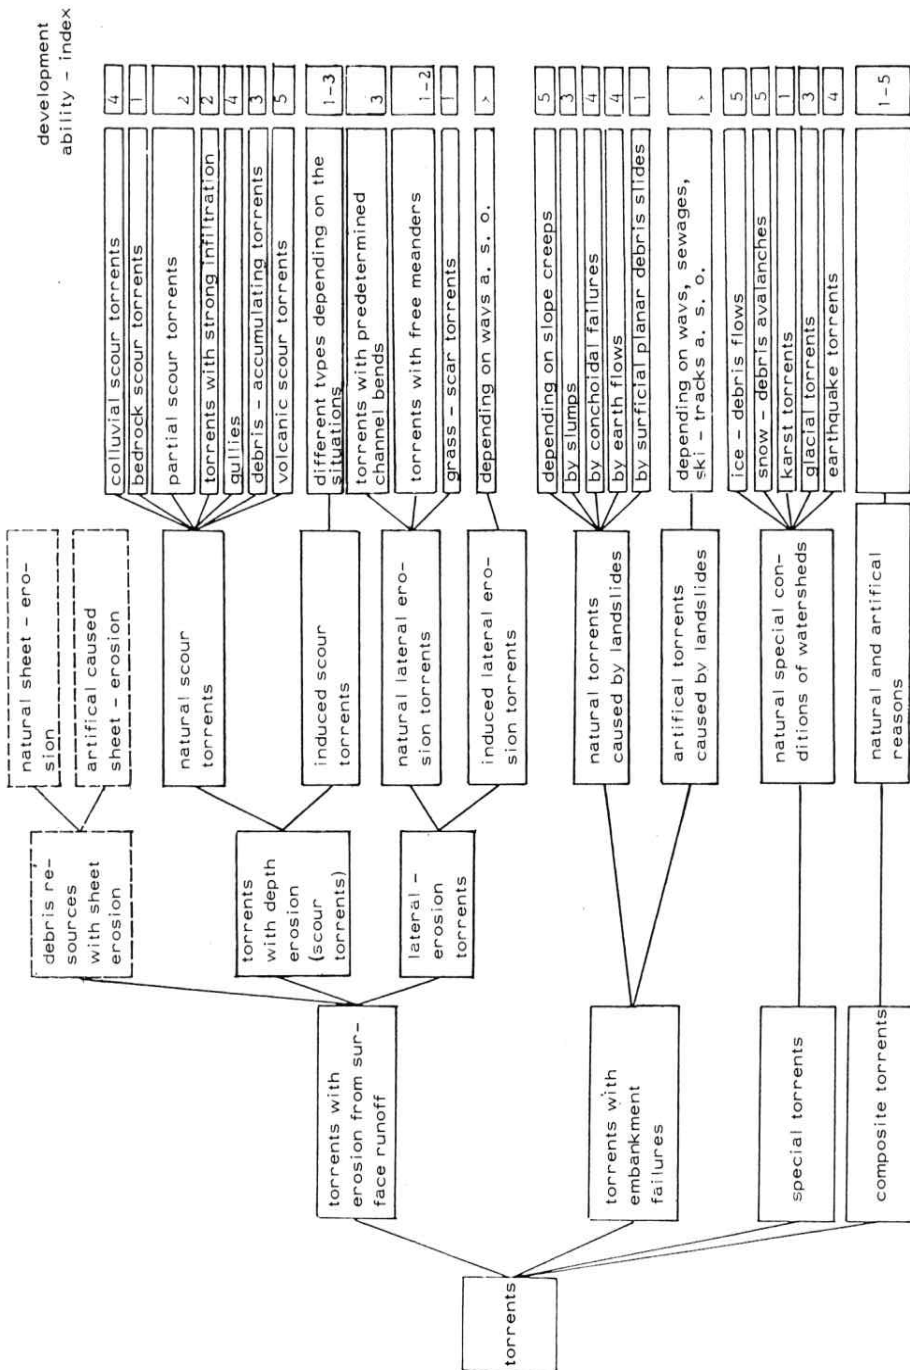 development
ability – index
torrents
torrents with
erosion from sur–
face runoff
torrents with
embankment
failures
special torrents
composite torrents
debris re–
sources
with sheet
erosion
torrents
with depth
erosion
(scour
torrents)
lateral –
erosion
torrents
natural sheet – ero–
sion
artifical caused
sheet – erosion
natural scour
torrents
induced scour
torrents
natural lateral ero–
sion torrents
induced lateral ero–
sion torrents
natural torrents
caused by landslides
artifical torrents
caused by landslides
natural special con–
ditions of watersheds
natural and artifical
reasons
colluvial scour torrents 4
bedrock scour torrents 1
partial scour torrents 2
torrents with strong infiltration 2
gullies 4
debris – accumulating torrents 3
volcanic scour torrents 5
different types depending on the 1–3
situations
torrents with predetermined 3
channel bends
torrents with free meanders 1–2
grass – scar torrents 1
depending on ways a. s. o. >
depending on slope creeps 5
by slumps 3
by conchoidal failures 4
by earth flows 4
by surficial planar debris slides 1
depending on ways, sewages, >
ski – tracks a. s. o.
ice – debris flows 5
snow – debris avalanches 5
karst torrents 1
glacial torrents 3
earthquake torrents 4
1–5